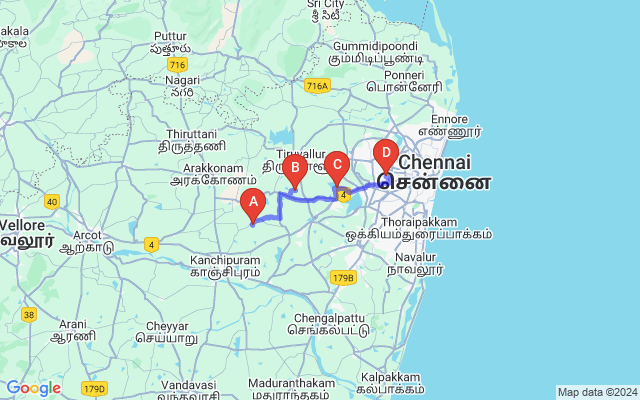 Sri City
శ్రీ సిటీ
akala
Puttur
పుత్తూరు
Gummidipoondi
கும்மிடிப்பூண்டி
716
Nagari
నగరి
716A
Ponneri
பொன்னேரி
Ennore
எண்ணூர்
Thiruttani
திருத்தணி
Tiruvallur
Arakkonam
அரக்கோணம்
A
B
C
D
Chennai
சென்னை
4
40
Vellore
Arcot
ஆற்காடு
4
Thoraipakkam
ஒக்கியம்துரைப்பாக்கம்
Kanchipuram
காஞ்சிபுரம்
Navalur
நாவலூர்
179B
38
Chengalpattu
செங்கல்பட்டு
Arani
ஆரணி
Cheyyar
செய்யாறு
179D
Vandavasi
வந்தவாசி
Maduranthakam
மதுராந்தகம்
Kalpakkam
கல்பாக்கம்
Google
Map data ©2024